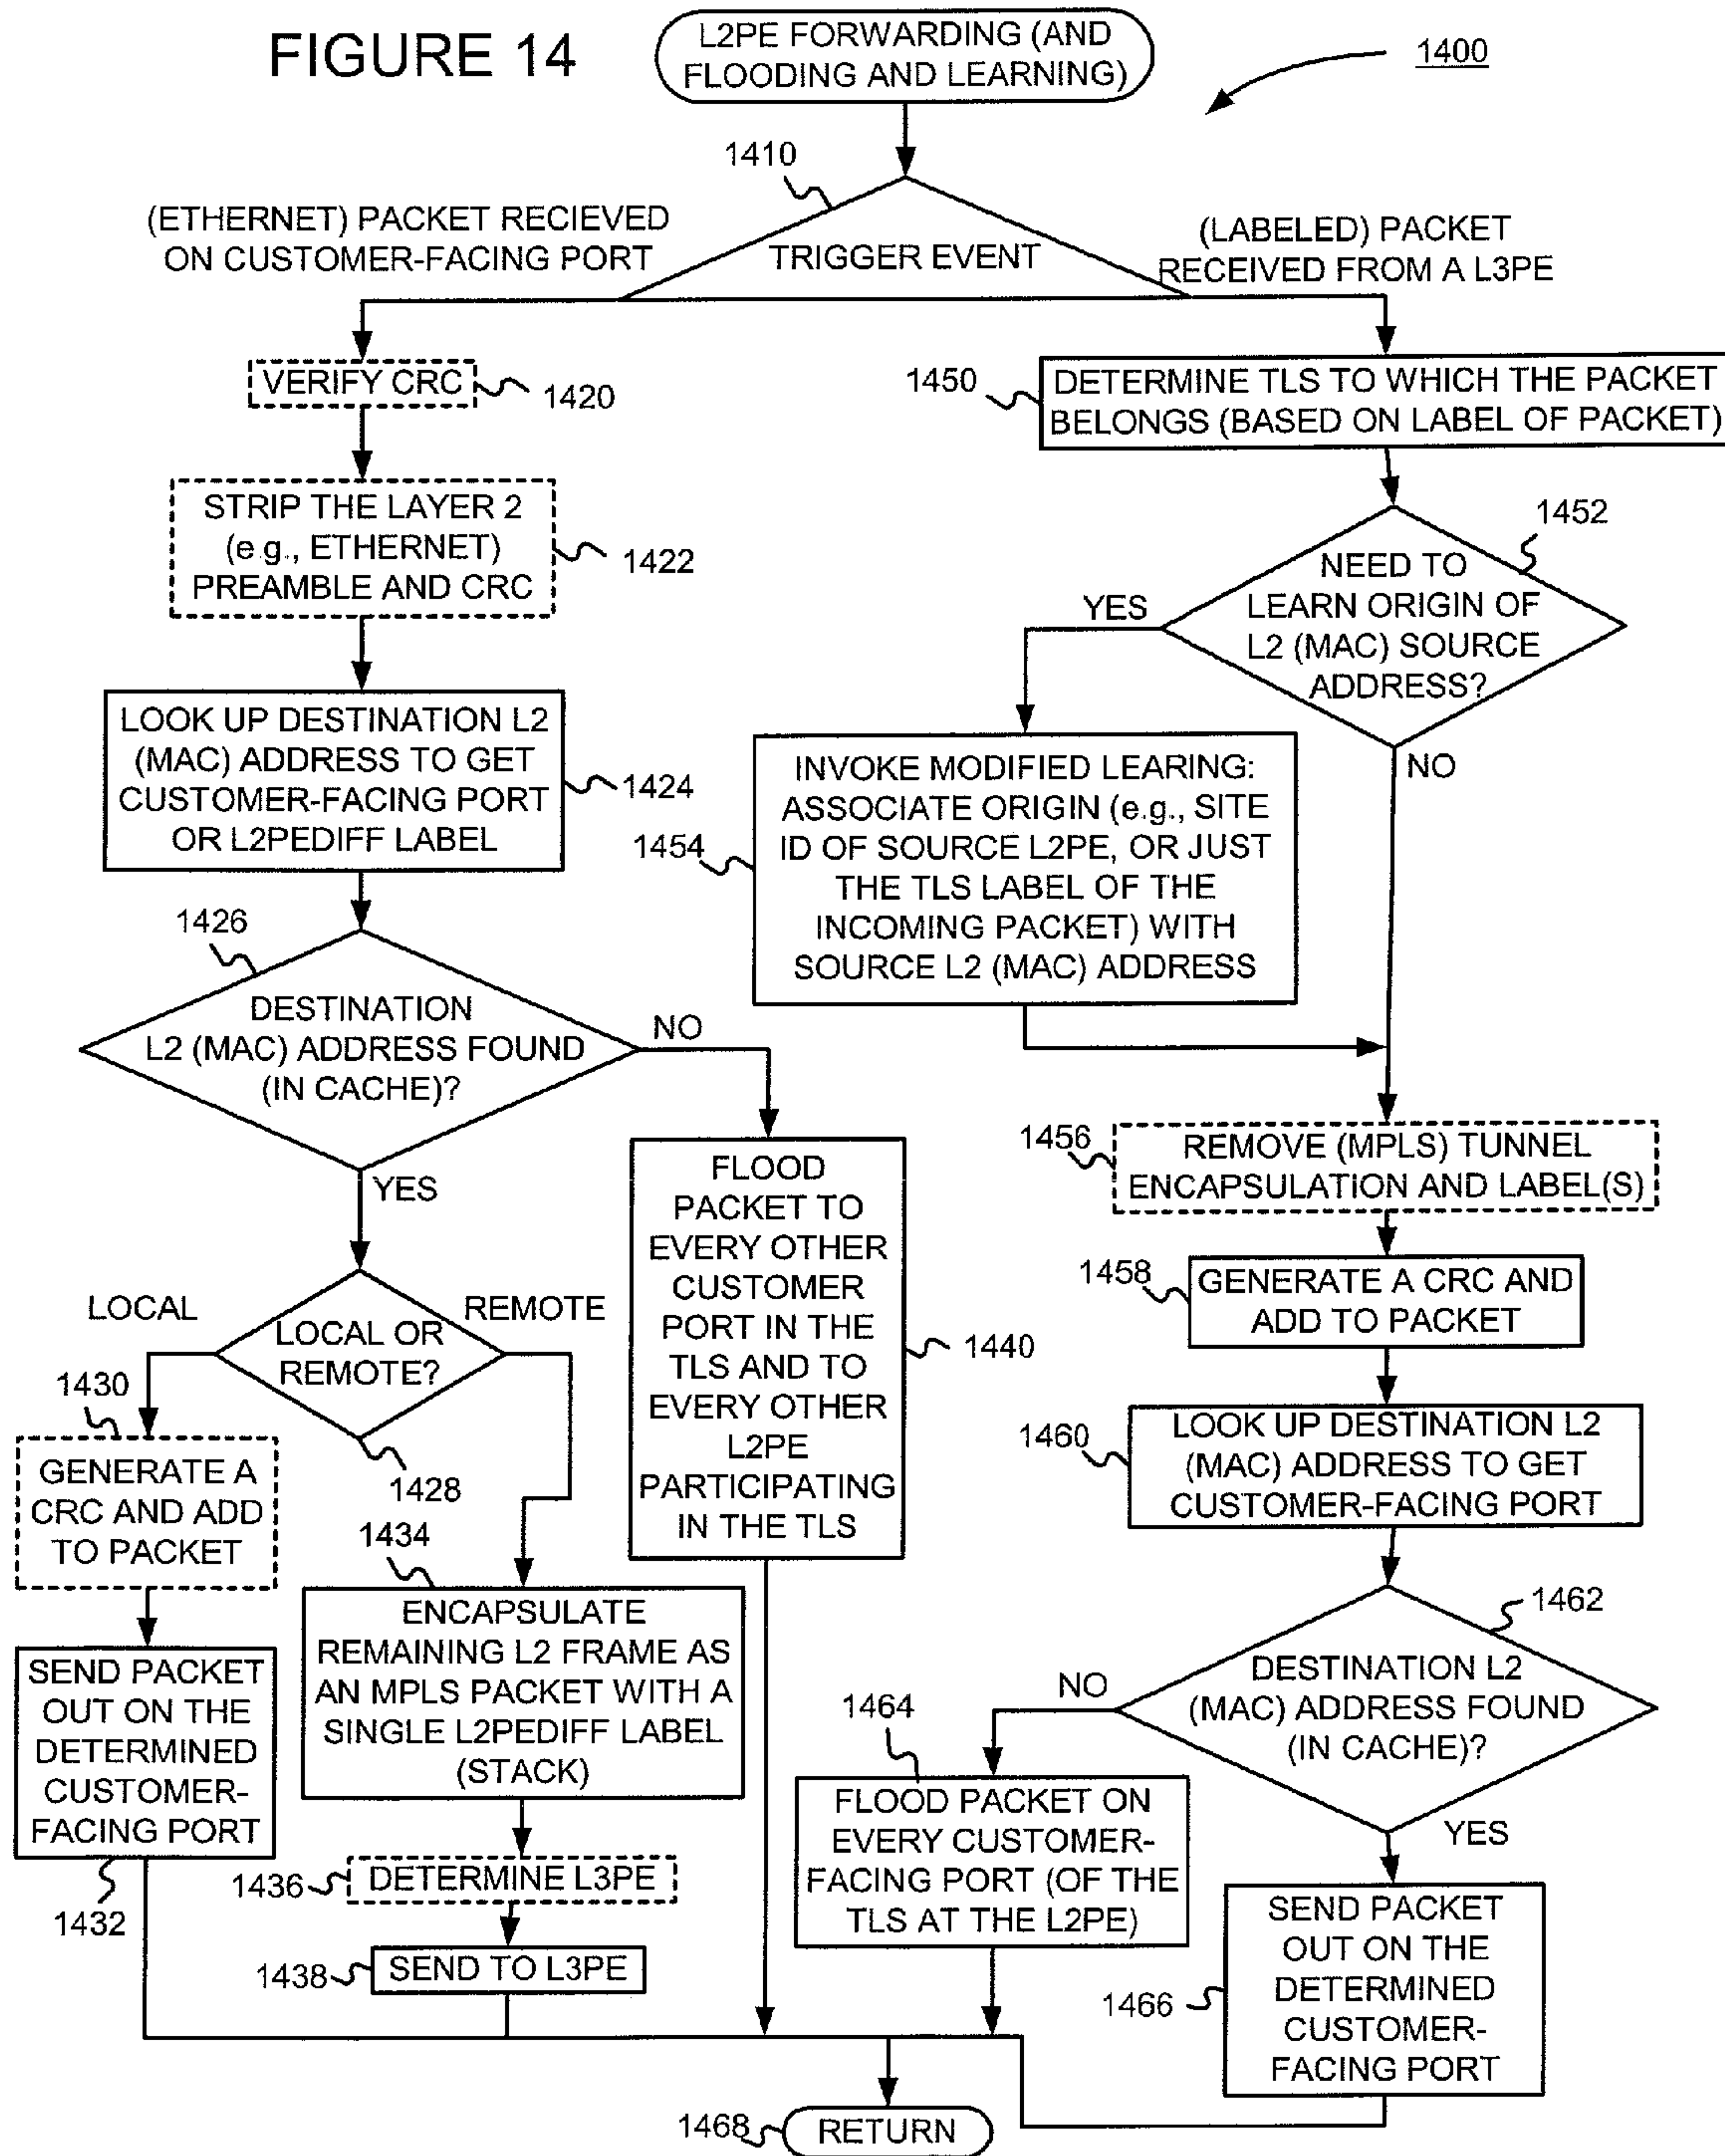 FIGURE 14
L2PE FORWARDING (AND
FLOODING AND LEARNING)
1400
1410
(ETHERNET) PACKET RECIEVED
ON CUSTOMER-FACING PORT
TRIGGER EVENT
(LABELED) PACKET
RECEIVED FROM A L3PE
VERIFY CRC
1420
STRIP THE LAYER 2
(e.g., ETHERNET)
PREAMBLE AND CRC
1422
LOOK UP DESTINATION L2
(MAC) ADDRESS TO GET
CUSTOMER-FACING PORT
OR L2PEDIFF LABEL
1424
1426
DESTINATION
L2 (MAC) ADDRESS FOUND
(IN CACHE)?
NO
YES
LOCAL
REMOTE
LOCAL OR
REMOTE?
1428
1430
GENERATE A
CRC AND ADD
TO PACKET
SEND PACKET
OUT ON THE
DETERMINED
CUSTOMER-
FACING PORT
1432
1434
ENCAPSULATE
REMAINING L2 FRAME AS
AN MPLS PACKET WITH A
SINGLE L2PEDIFF LABEL
(STACK)
1436
DETERMINE L3PE
1438
SEND TO L3PE
FLOOD
PACKET TO
EVERY OTHER
CUSTOMER
PORT IN THE
TLS AND TO
EVERY OTHER
L2PE
PARTICIPATING
IN THE TLS
1440
1450
DETERMINE TLS TO WHICH THE PACKET
BELONGS (BASED ON LABEL OF PACKET)
1452
NEED TO
LEARN ORIGIN OF
L2 (MAC) SOURCE
ADDRESS?
YES
NO
1454
INVOKE MODIFIED LEARING:
ASSOCIATE ORIGIN (e.g., SITE
ID OF SOURCE L2PE, OR JUST
THE TLS LABEL OF THE
INCOMING PACKET) WITH
SOURCE L2 (MAC) ADDRESS
1456
REMOVE (MPLS) TUNNEL
ENCAPSULATION AND LABEL(S)
1458
GENERATE A CRC AND
ADD TO PACKET
1460
LOOK UP DESTINATION L2
(MAC) ADDRESS TO GET
CUSTOMER-FACING PORT
1462
DESTINATION L2
(MAC) ADDRESS FOUND
(IN CACHE)?
NO
YES
1464
FLOOD PACKET ON
EVERY CUSTOMER-
FACING PORT (OF THE
TLS AT THE L2PE)
1466
SEND PACKET
OUT ON THE
DETERMINED
CUSTOMER-
FACING PORT
1468
RETURN